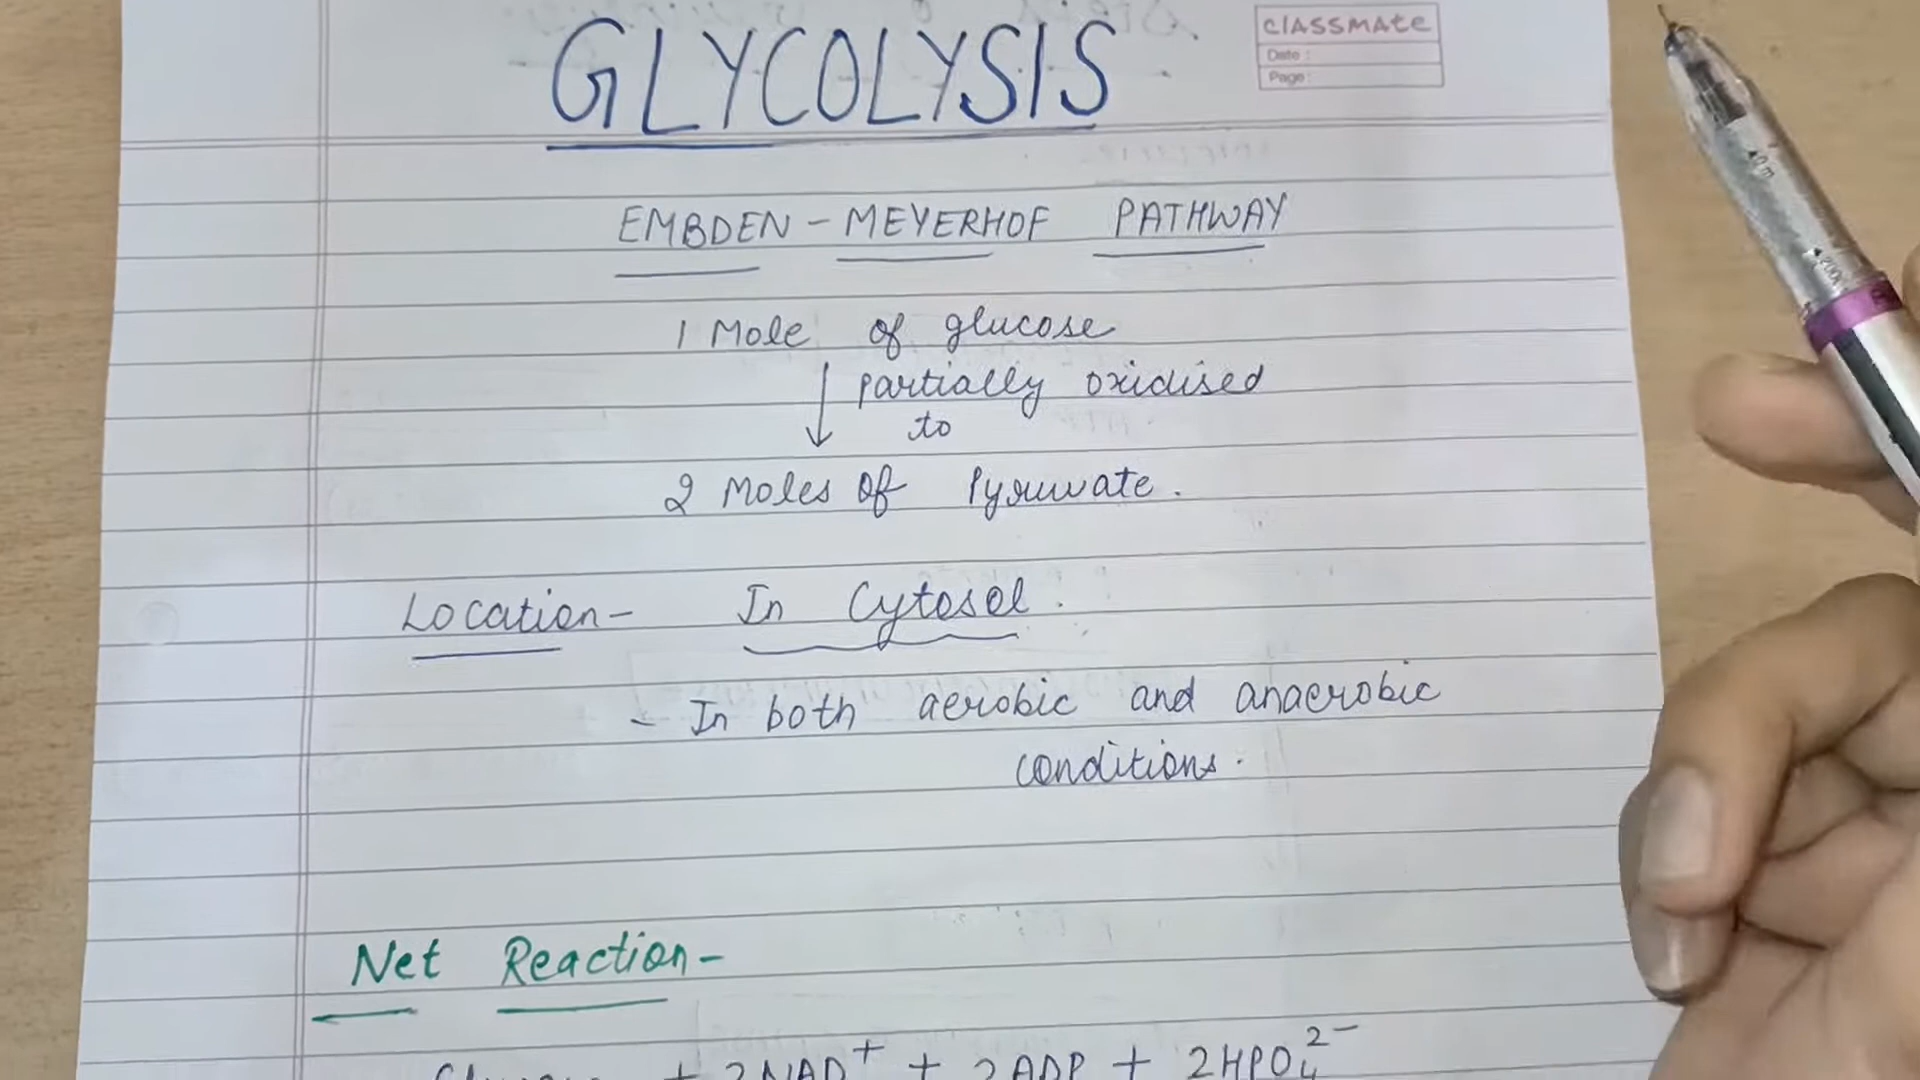 GLYCOLYSIS
CLASSMATE
Date :
Page :
EMBDEN - MEYERHOF PATHWAY
1 Mole of glucose
partially oxidised
to
2 Moles of Pyruvate.
Location- In Cytosol.
- In both aerobic and anaerobic
conditions.
Net Reaction-
+ 2NAD⁺ + 2ADP + 2HPO₄²⁻